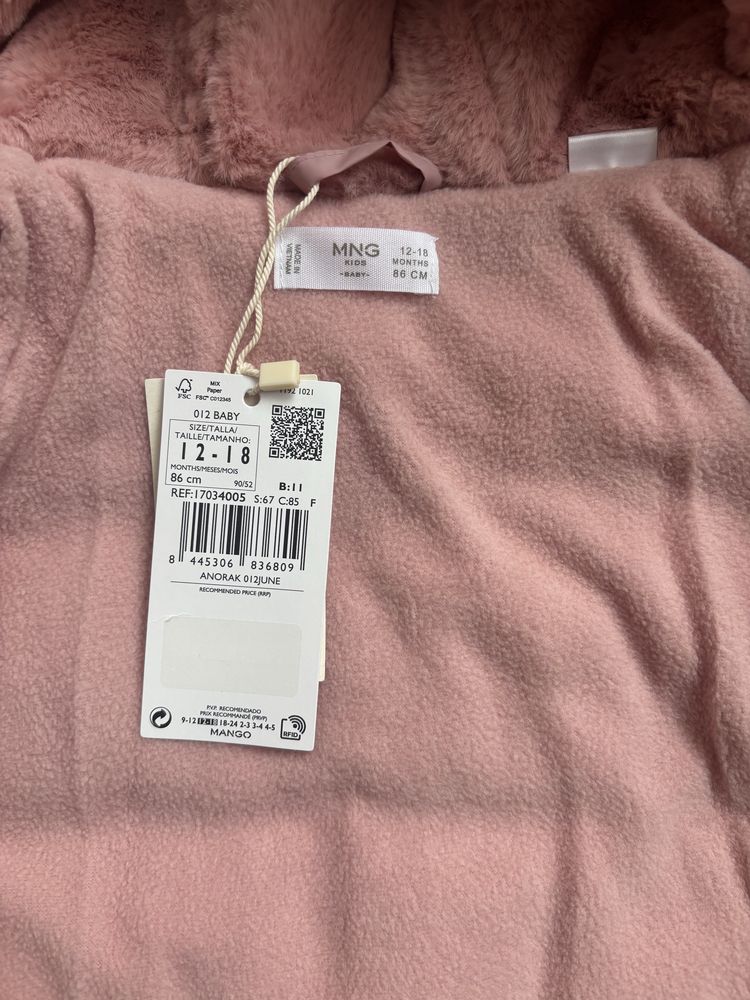 MADE IN
VIETNAM
MNG
KIDS
-BABY-
12-18
MONTHS
86 CM
FSC
MIX
Paper
FSC® C012345
1192 1021
012 BABY
SIZE/TALLA/
TAILLE/TAMANHO:
12-18
MONTHS/MESES/MOIS
86 cm
90/52
B:11
REF:17034005 S:67 C:85 F
8 445306 836809
ANORAK 012JUNE
RECOMMENDED PRICE (RRP)
P.V.P. RECOMENDADO
PRIX RECOMMANDÉ (PRVP)
9-12 12-18 18-24 2-3 3-4 4-5
MANGO
RFID